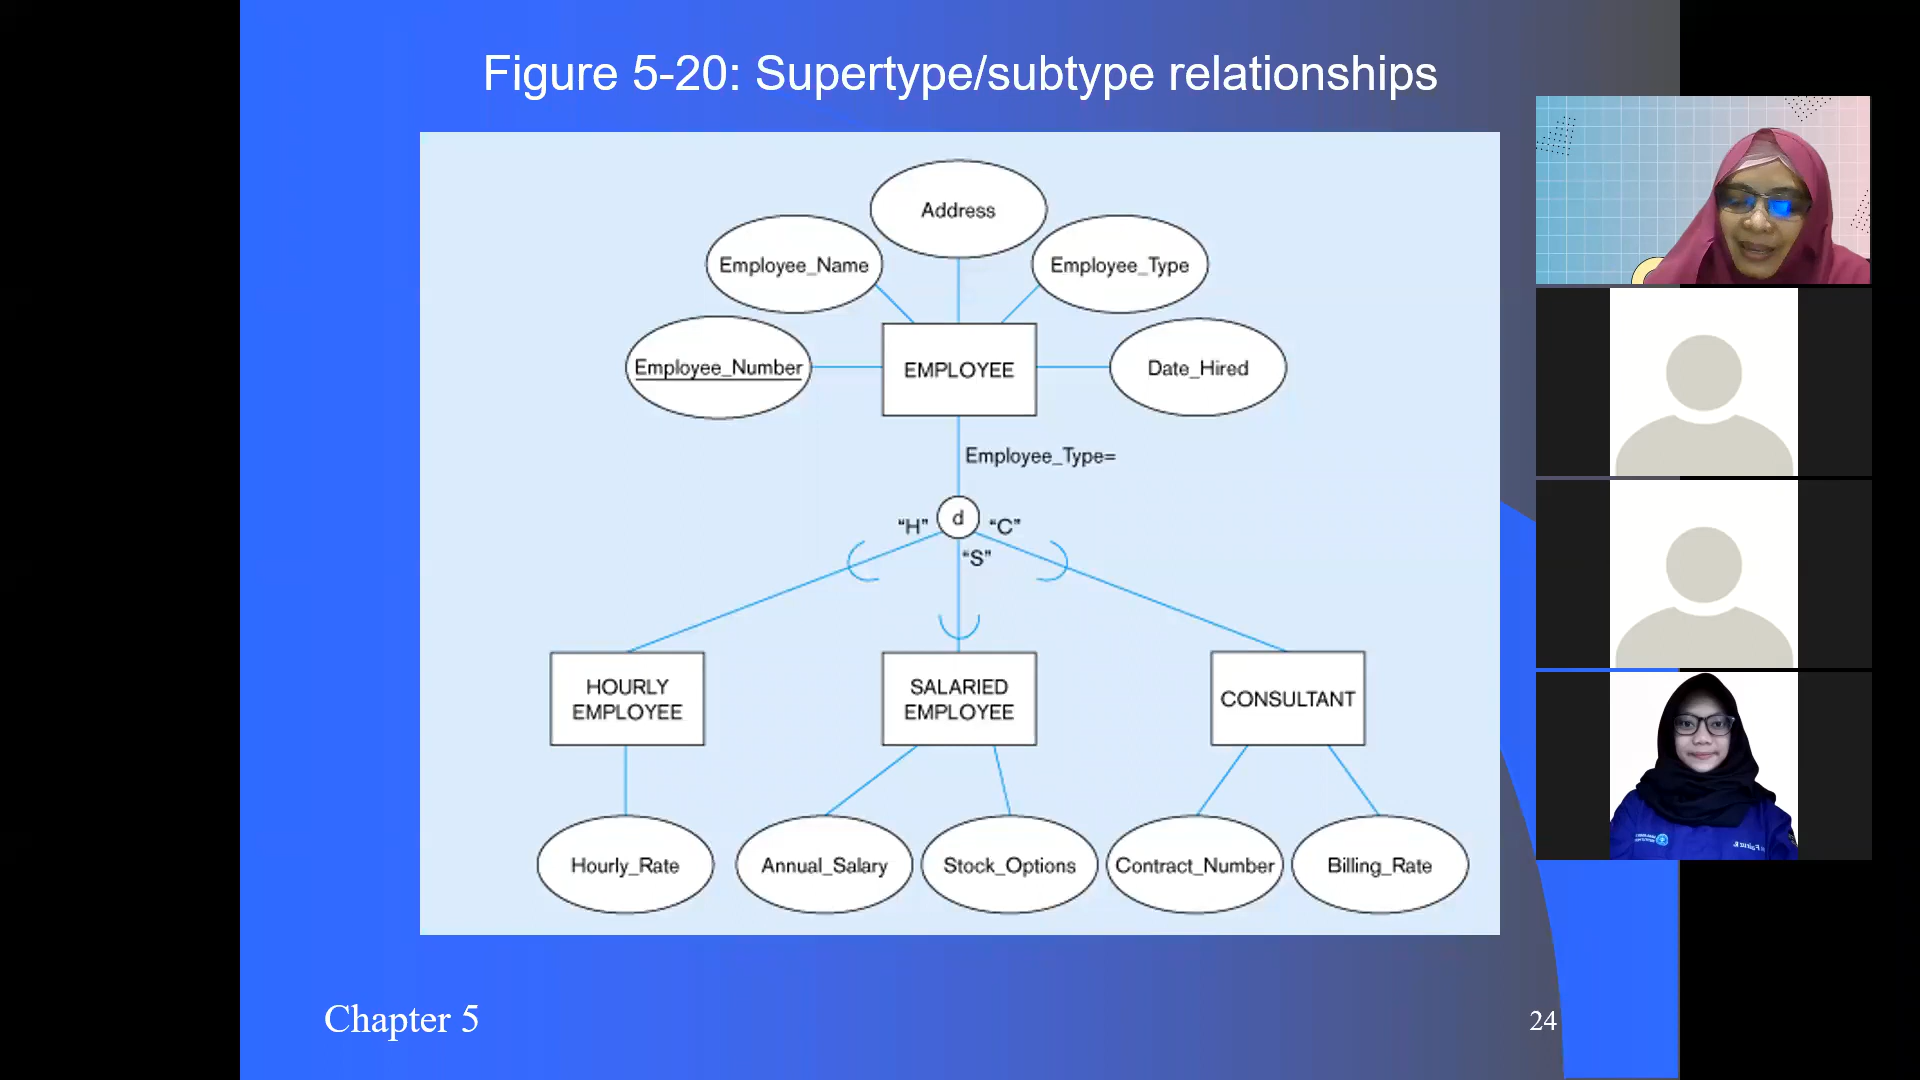 Figure 5-20: Supertype/subtype relationships
Address
Employee_Name
Employee_Type
Employee_Number
EMPLOYEE
Date_Hired
Employee_Type=
“H”
d
“C”
“S”
HOURLY
EMPLOYEE
SALARIED
EMPLOYEE
CONSULTANT
Hourly_Rate
Annual_Salary
Stock_Options
Contract_Number
Billing_Rate
Chapter 5
24